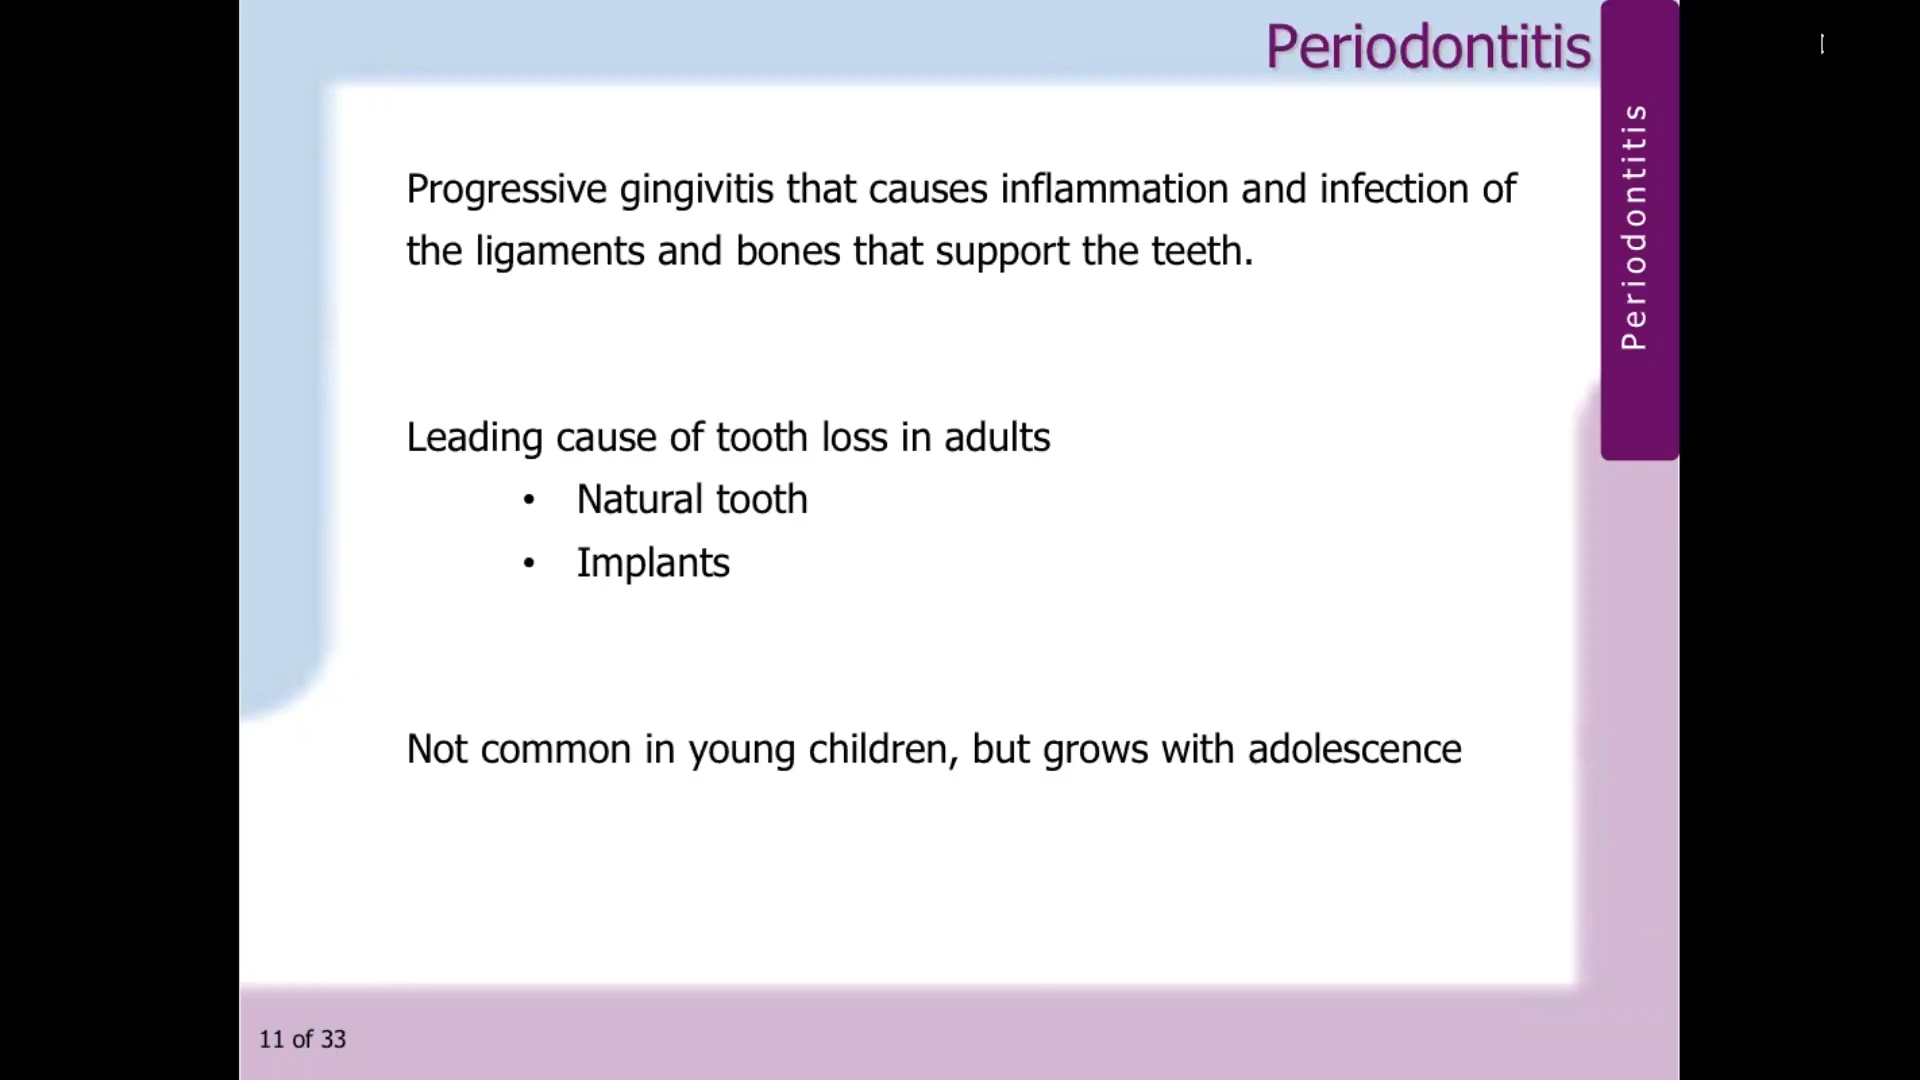 Periodontitis
Periodontitis
Progressive gingivitis that causes inflammation and infection of
the ligaments and bones that support the teeth.
Leading cause of tooth loss in adults
• Natural tooth
• Implants
Not common in young children, but grows with adolescence
11 of 33